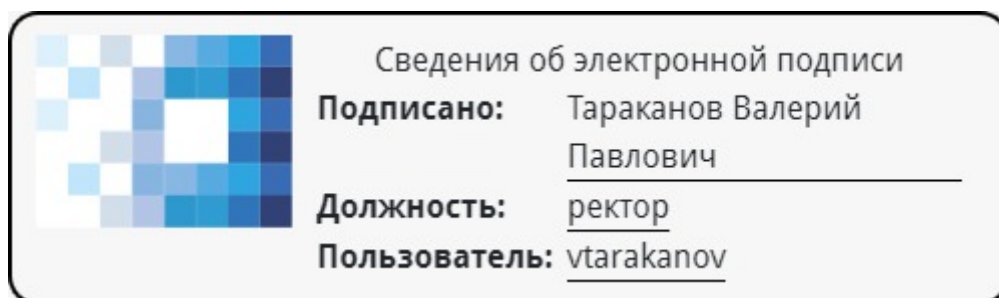 Сведения об электронной подписи
Подписано: Тараканов Валерий
Павлович
Должность: ректор
Пользователь: vtarakanov